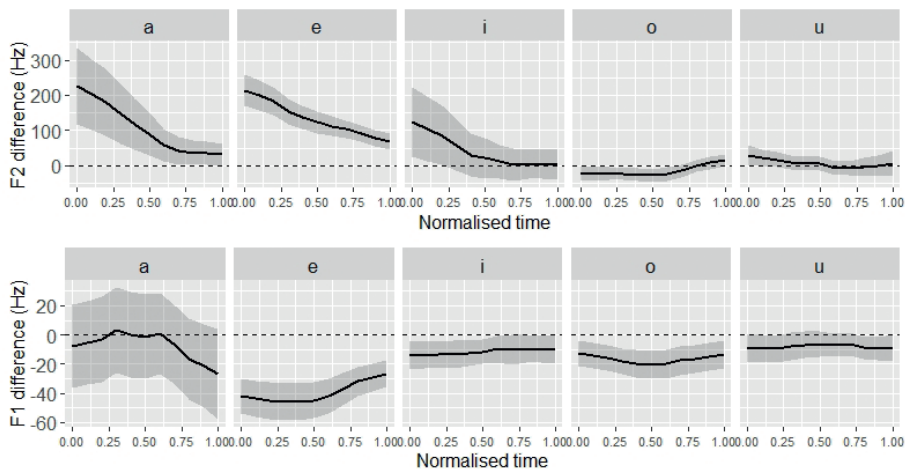 a e i o u
F2 difference (Hz)
300
200
100
0
0.00 0.25 0.50 0.75 1.00 0.00 0.25 0.50 0.75 1.00 0.00 0.25 0.50 0.75 1.00 0.00 0.25 0.50 0.75 1.00 0.00 0.25 0.50 0.75 1.00
Normalised time
a e i o u
F1 difference (Hz)
20
0
-20
-40
-60
0.00 0.25 0.50 0.75 1.00 0.00 0.25 0.50 0.75 1.00 0.00 0.25 0.50 0.75 1.00 0.00 0.25 0.50 0.75 1.00 0.00 0.25 0.50 0.75 1.00
Normalised time